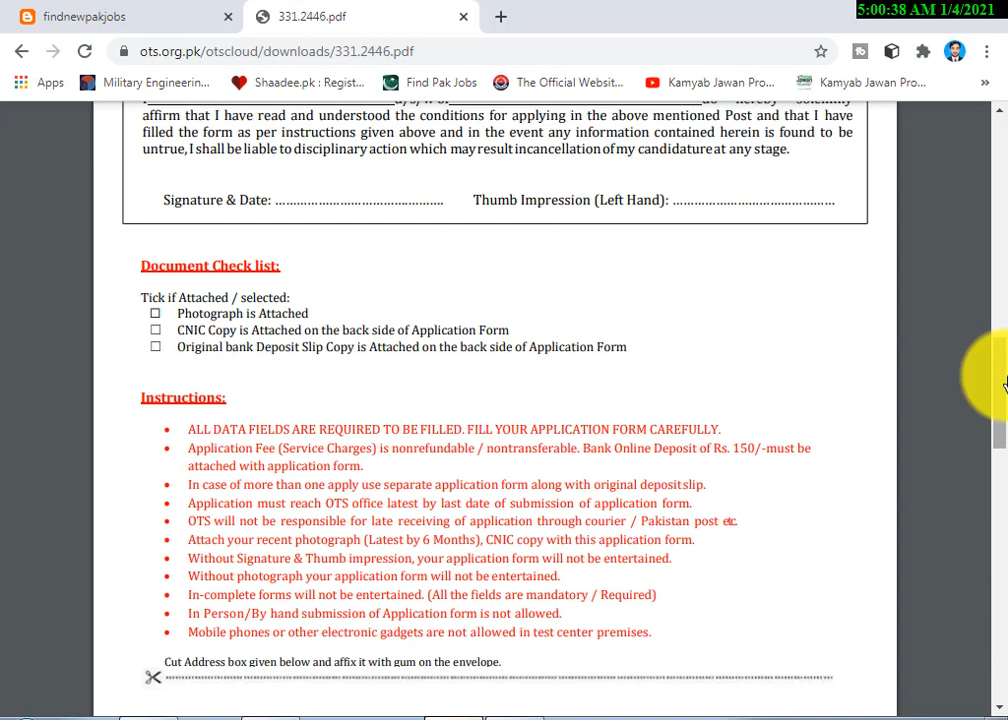 5:00:38 AM 1/4/2021
findnewpakjobs
331.2446.pdf
ots.org.pk/otscloud/downloads/331.2446.pdf
Apps Military Engineerin... Shaadee.pk : Regist... Find Pak Jobs The Official Websit... Kamyab Jawan Pro... Kamyab Jawan Pro... »
I d/s/w of do hereby solemnly
affirm that I have read and understood the conditions for applying in the above mentioned Post and that I have
filled the form as per instructions given above and in the event any information contained herein is found to be
untrue, I shall be liable to disciplinary action which may result incancellation of my candidature at any stage.
Signature & Date: ............................................. Thumb Impression (Left Hand): ............................................
Document Check list:
Tick if Attached / selected:
☐ Photograph is Attached
☐ CNIC Copy is Attached on the back side of Application Form
☐ Original bank Deposit Slip Copy is Attached on the back side of Application Form
Instructions:
• ALL DATA FIELDS ARE REQUIRED TO BE FILLED. FILL YOUR APPLICATION FORM CAREFULLY.
• Application Fee (Service Charges) is nonrefundable / nontransferable. Bank Online Deposit of Rs. 150/-must be
attached with application form.
• In case of more than one apply use separate application form along with original deposit slip.
• Application must reach OTS office latest by last date of submission of application form.
• OTS will not be responsible for late receiving of application through courier / Pakistan post etc.
• Attach your recent photograph (Latest by 6 Months), CNIC copy with this application form.
• Without Signature & Thumb impression, your application form will not be entertained.
• Without photograph your application form will not be entertained.
• In-complete forms will not be entertained. (All the fields are mandatory / Required)
• In Person/By hand submission of Application form is not allowed.
• Mobile phones or other electronic gadgets are not allowed in test center premises.
Cut Address box given below and affix it with gum on the envelope.